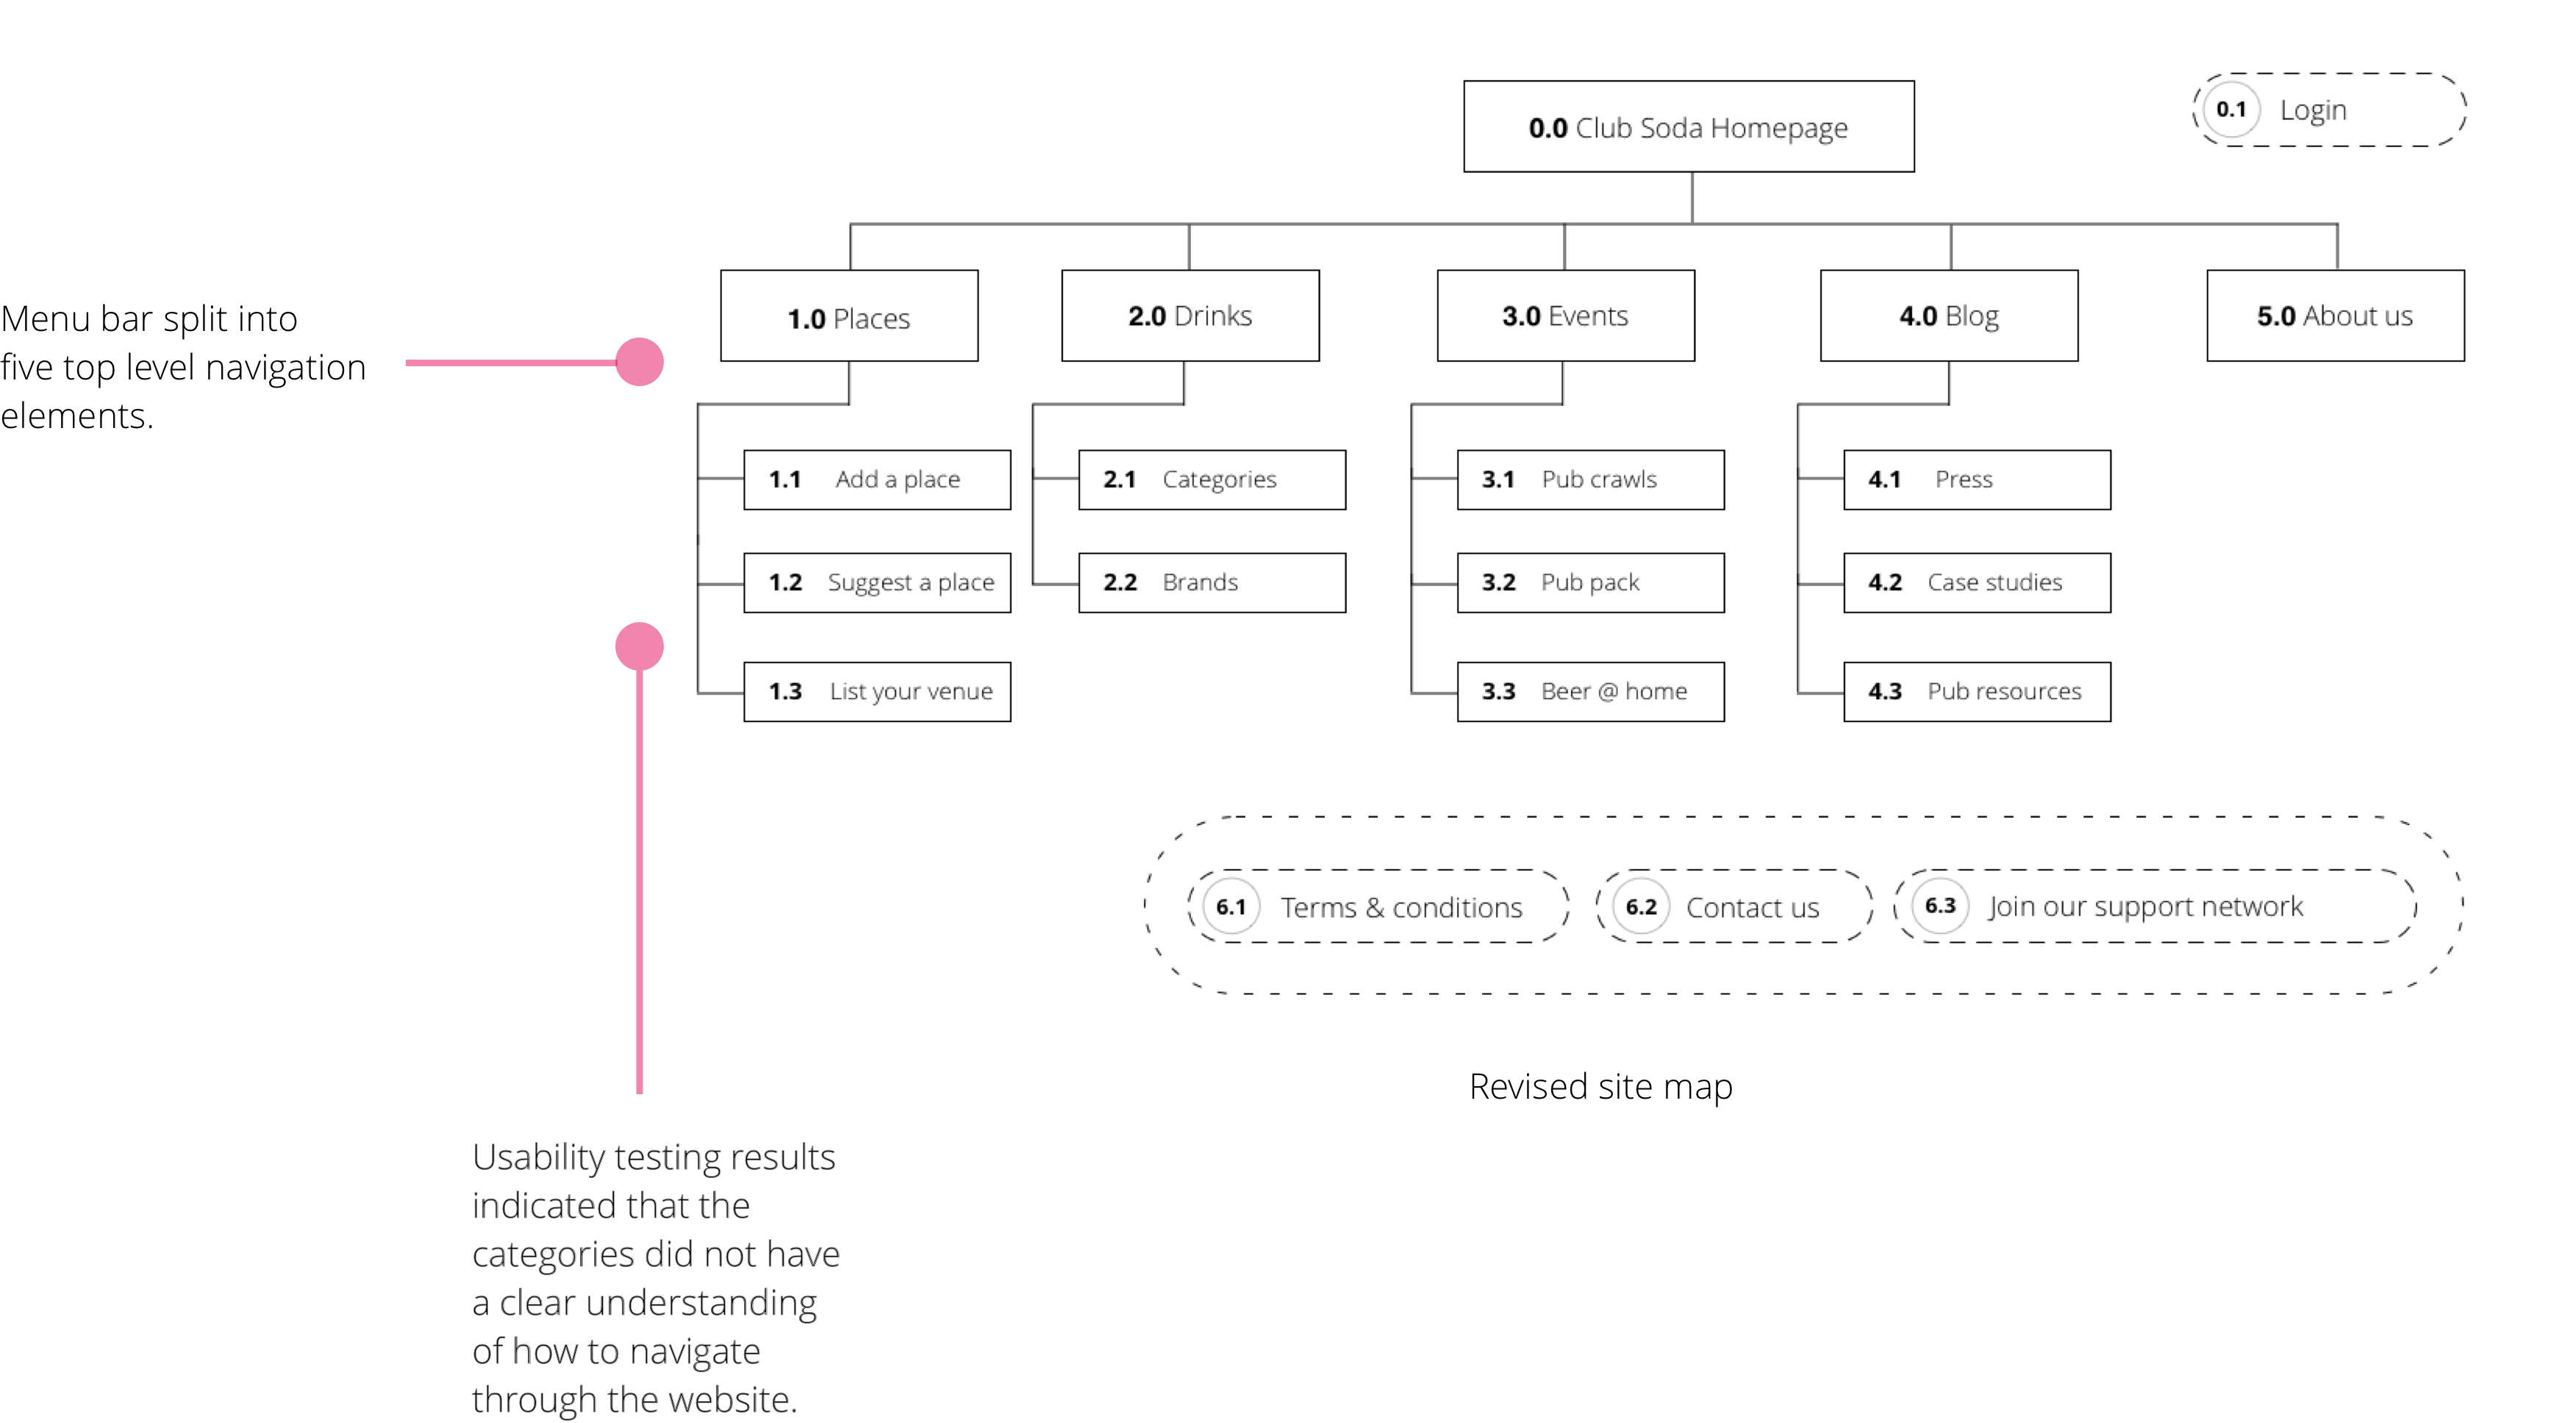 0.0 Club Soda Homepage
0.1 Login
Menu bar split into
five top level navigation
elements.
1.0 Places
2.0 Drinks
3.0 Events
4.0 Blog
5.0 About us
1.1 Add a place
1.2 Suggest a place
1.3 List your venue
2.1 Categories
2.2 Brands
3.1 Pub crawls
3.2 Pub pack
3.3 Beer @ home
4.1 Press
4.2 Case studies
4.3 Pub resources
6.1 Terms & conditions
6.2 Contact us
6.3 Join our support network
Revised site map
Usability testing results
indicated that the
categories did not have
a clear understanding
of how to navigate
through the website.